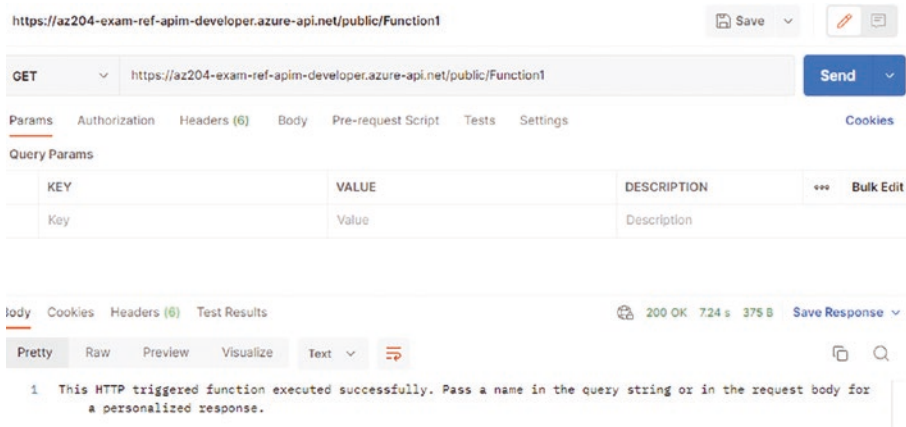 https://az204-exam-ref-apim-developer.azure-api.net/public/Function1
Save
GET https://az204-exam-ref-apim-developer.azure-api.net/public/Function1 Send
Params Authorization Headers (6) Body Pre-request Script Tests Settings Cookies
Query Params
KEY VALUE DESCRIPTION ooo Bulk Edit
Key Value Description
Body Cookies Headers (6) Test Results 200 OK 7.24 s 375 B Save Response
Pretty Raw Preview Visualize Text
1 This HTTP triggered function executed successfully. Pass a name in the query string or in the request body for
a personalized response.